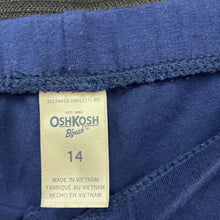 EST. 1895
OSHKOSH
B'gosh
14
MADE IN VIETNAM
FABRIQUÉ AU VIETNAM
HECHO EN VIETNAM